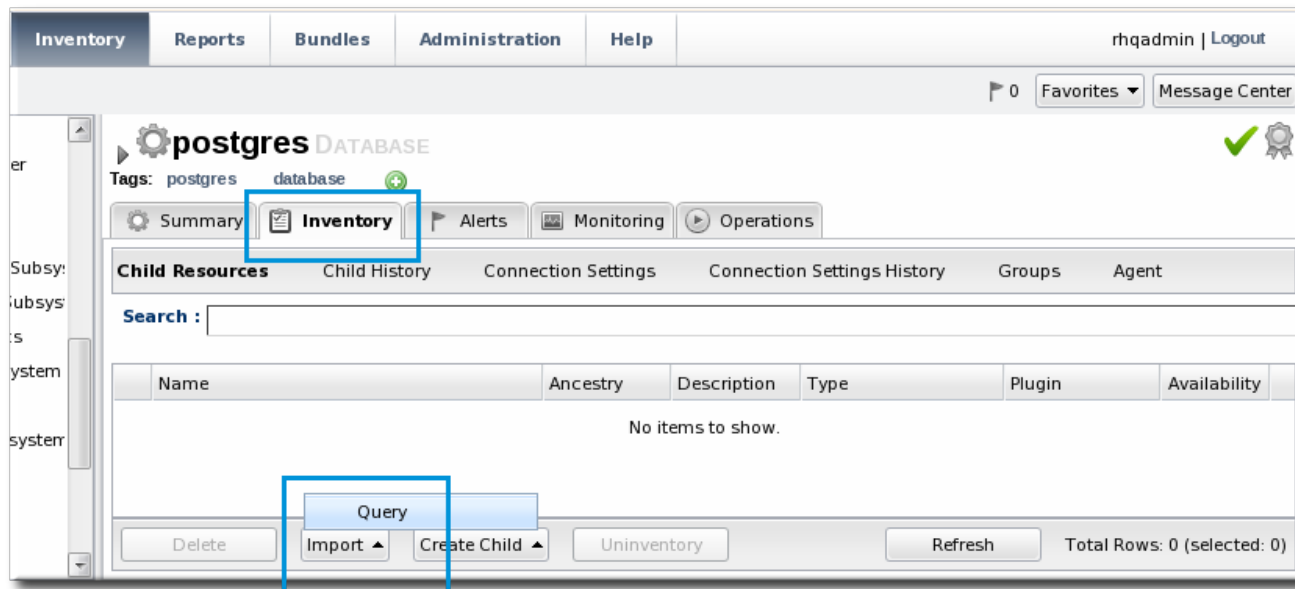 Inventory Reports Bundles Administration Help rhqadmin | Logout
0 Favorites Message Center
er
postgres DATABASE
Tags: postgres database
Summary Inventory Alerts Monitoring Operations
Subsys
Child Resources Child History Connection Settings Connection Settings History Groups Agent
ubsys
Search :
ystem
Name Ancestry Description Type Plugin Availability
No items to show.
system
Query
Delete Import Create Child Uninventory Refresh Total Rows: 0 (selected: 0)